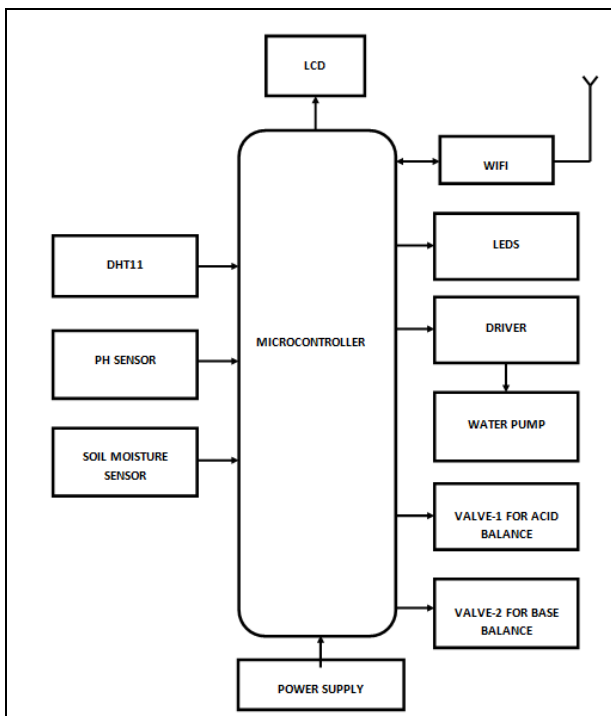 LCD
WIFI
DHT11
LEDS
MICROCONTROLLER
DRIVER
PH SENSOR
WATER PUMP
SOIL MOISTURE
SENSOR
VALVE-1 FOR ACID
BALANCE
VALVE-2 FOR BASE
BALANCE
POWER SUPPLY